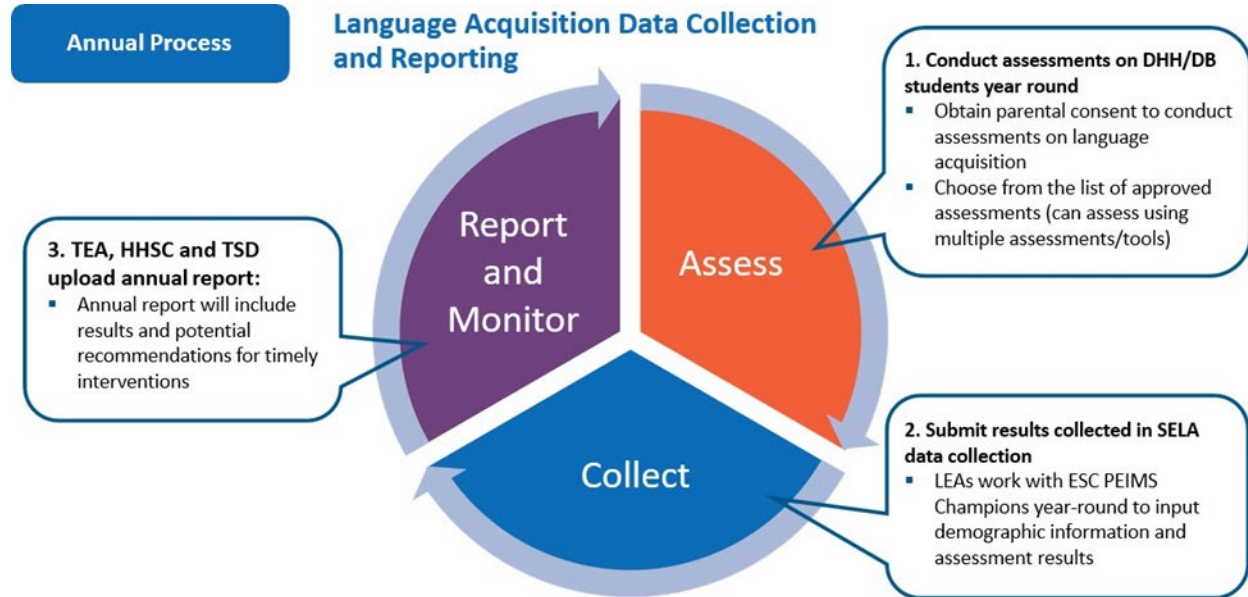 Annual Process
Language Acquisition Data Collection
and Reporting
1. Conduct assessments on DHH/DB
students year round
▪ Obtain parental consent to conduct
assessments on language
acquisition
▪ Choose from the list of approved
assessments (can assess using
multiple assessments/tools)
Assess
2. Submit results collected in SELA
data collection
▪ LEAs work with ESC PEIMS
Champions year-round to input
demographic information and
assessment results
Collect
3. TEA, HHSC and TSD
upload annual report:
▪ Annual report will include
results and potential
recommendations for timely
interventions
Report
and
Monitor